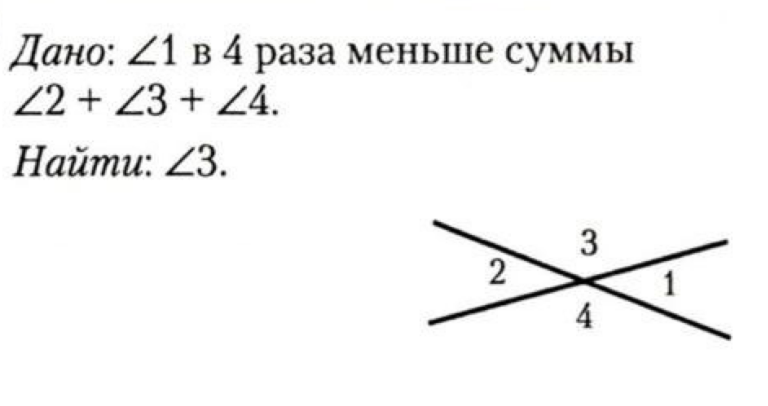 Дано: ∠1 в 4 раза меньше суммы
∠2 + ∠3 + ∠4.
Найти: ∠3.
3
2
1
4